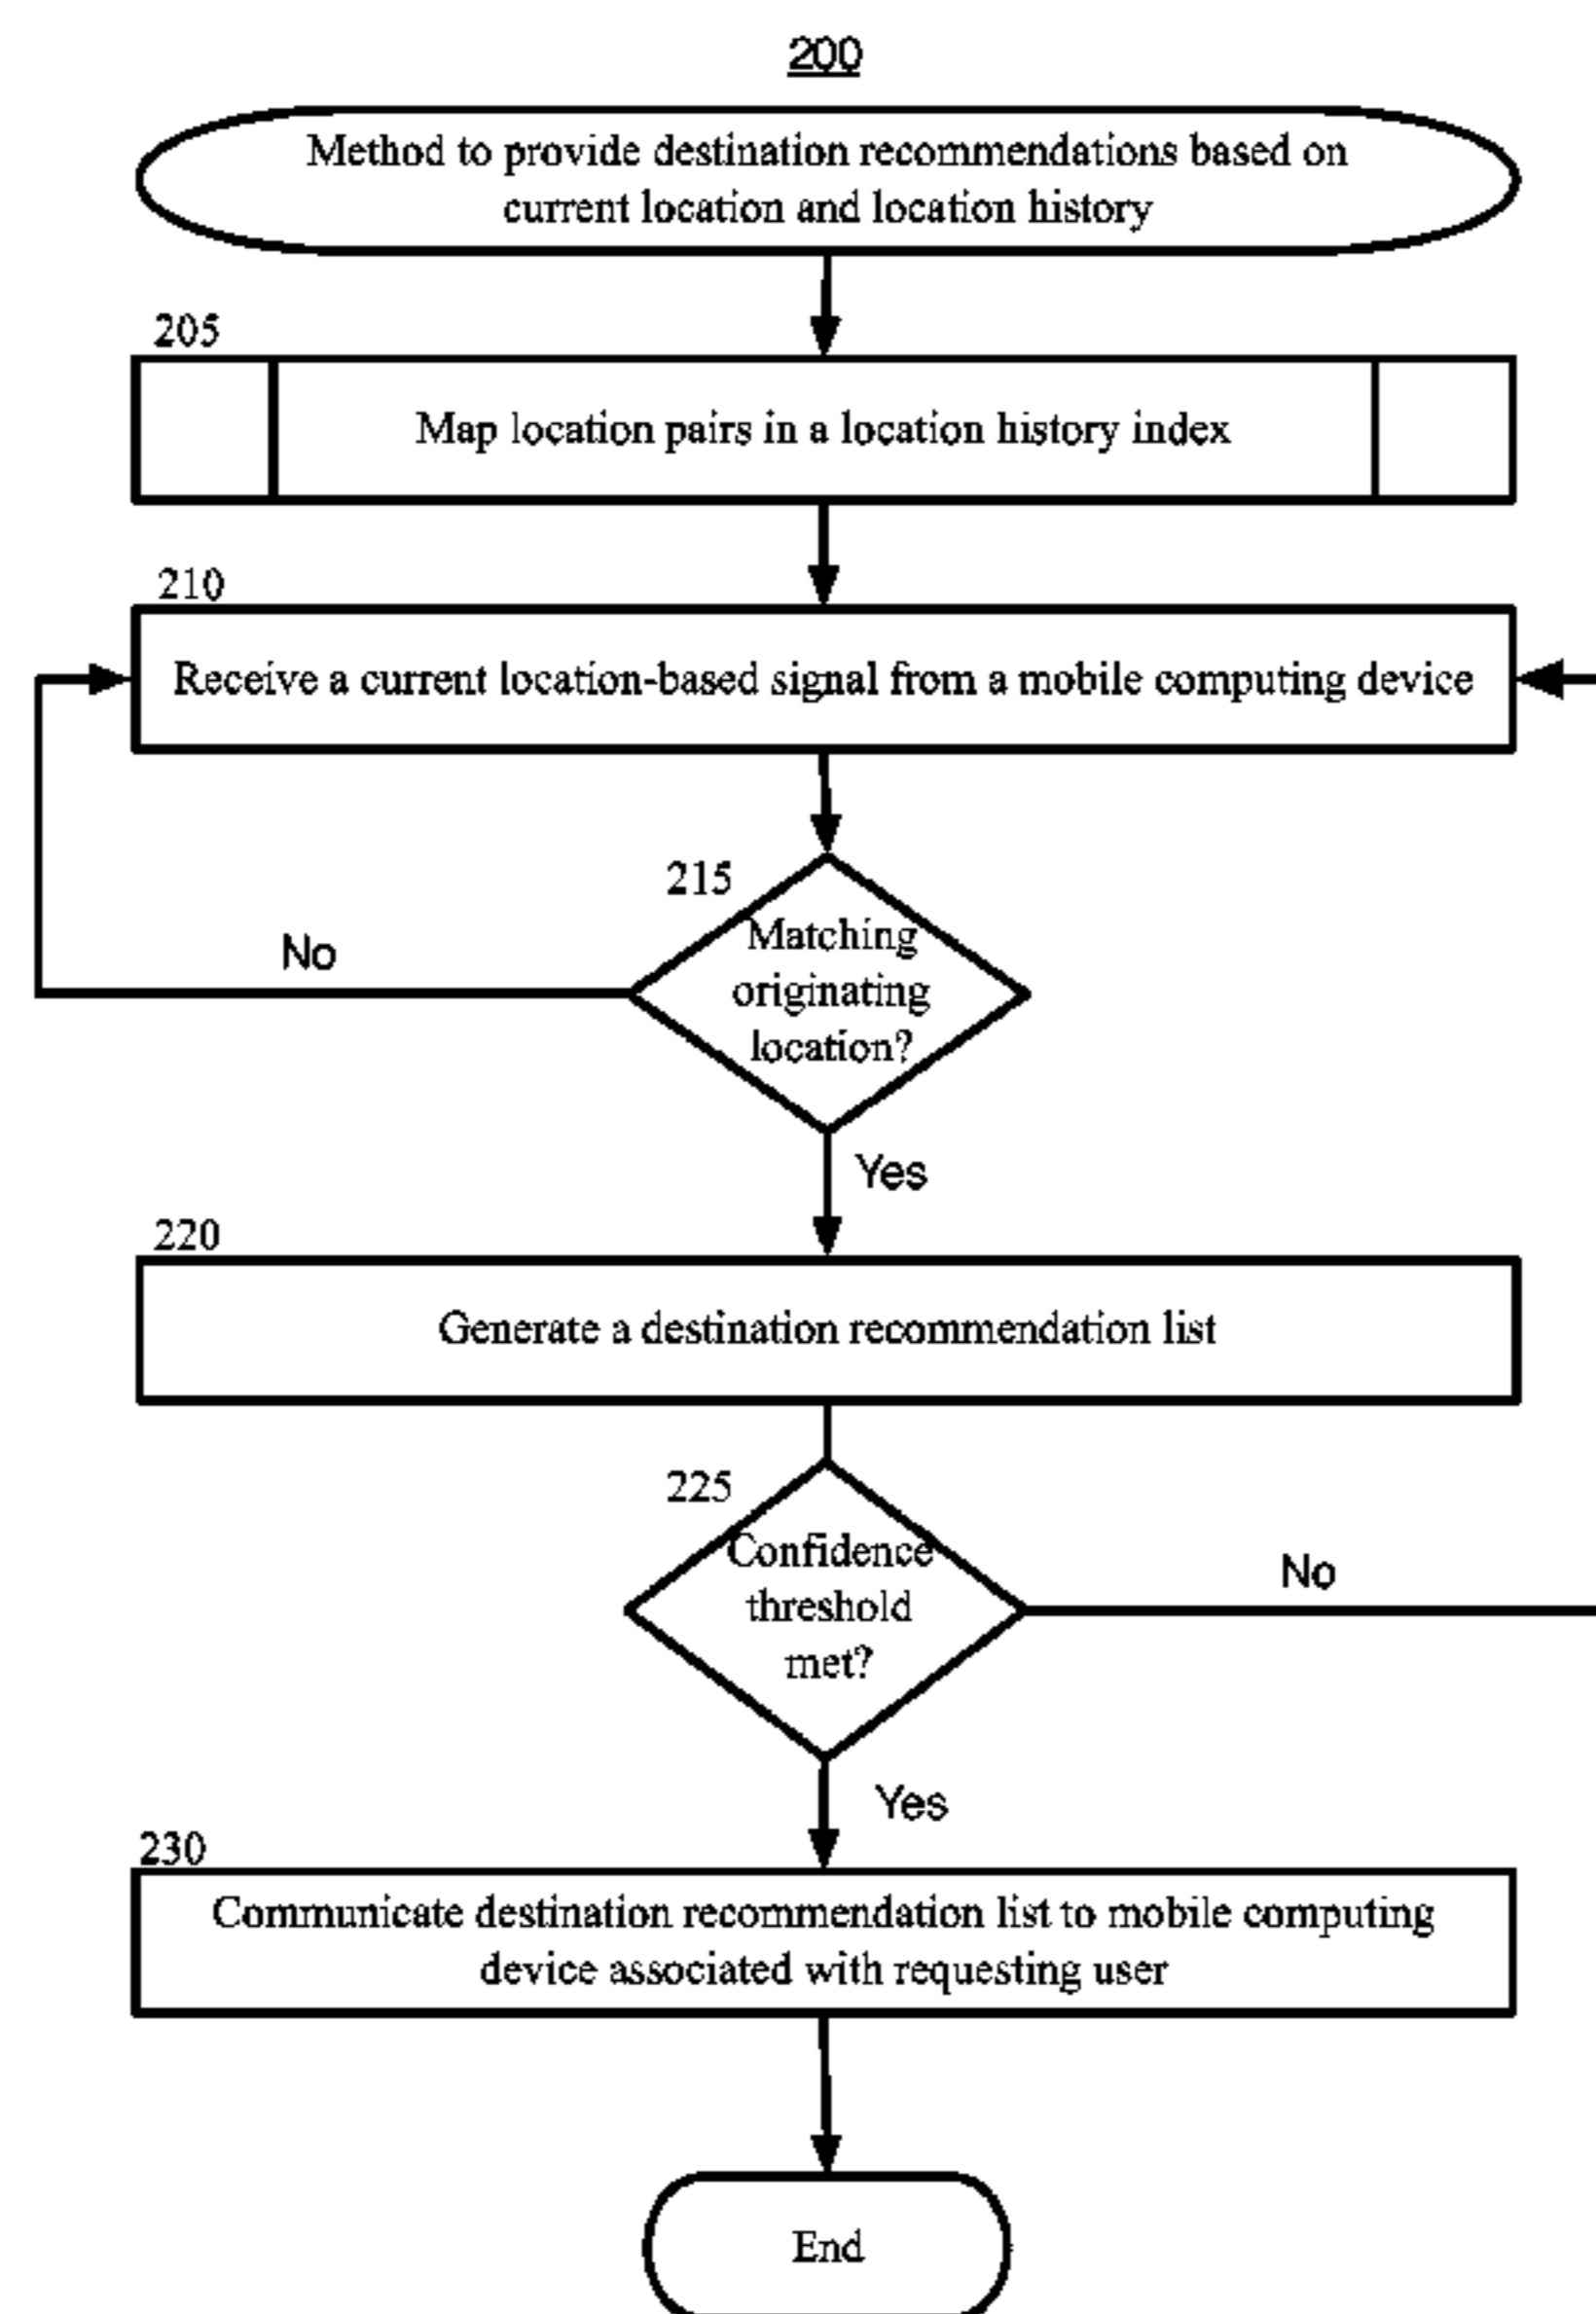 200
Method to provide destination recommendations based on
current location and location history
205
Map location pairs in a location history index
210
Receive a current location-based signal from a mobile computing device
215
Matching
originating
location?
No
Yes
220
Generate a destination recommendation list
225
Confidence
threshold
met?
No
Yes
230
Communicate destination recommendation list to mobile computing
device associated with requesting user
End